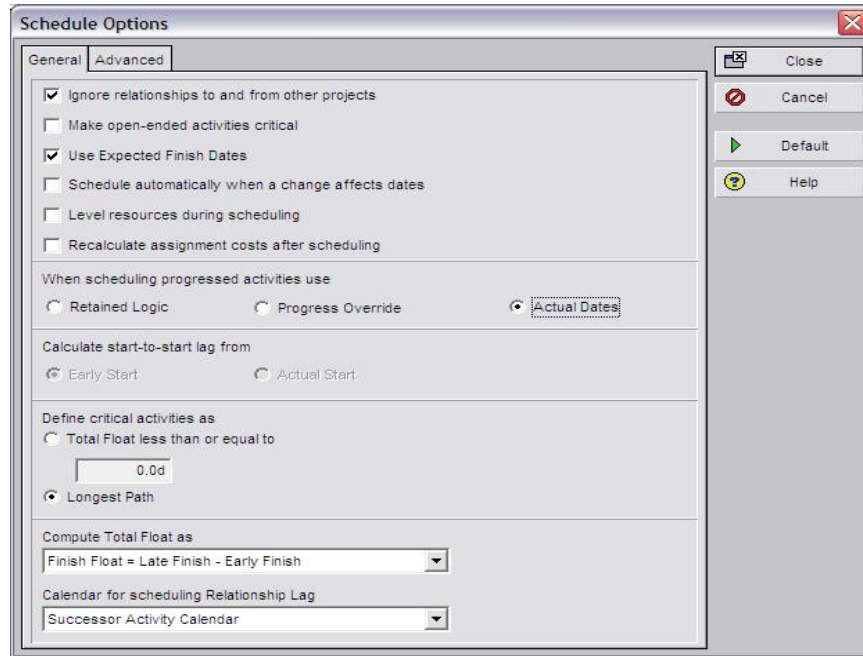 Schedule Options
General
Advanced
Ignore relationships to and from other projects
Make open-ended activities critical
Use Expected Finish Dates
Schedule automatically when a change affects dates
Level resources during scheduling
Recalculate assignment costs after scheduling
When scheduling progressed activities use
Retained Logic
Progress Override
Actual Dates
Calculate start-to-start lag from
Early Start
Actual Start
Define critical activities as
Total Float less than or equal to
0.0d
Longest Path
Compute Total Float as
Finish Float = Late Finish - Early Finish
Calendar for scheduling Relationship Lag
Successor Activity Calendar
Close
Cancel
Default
Help